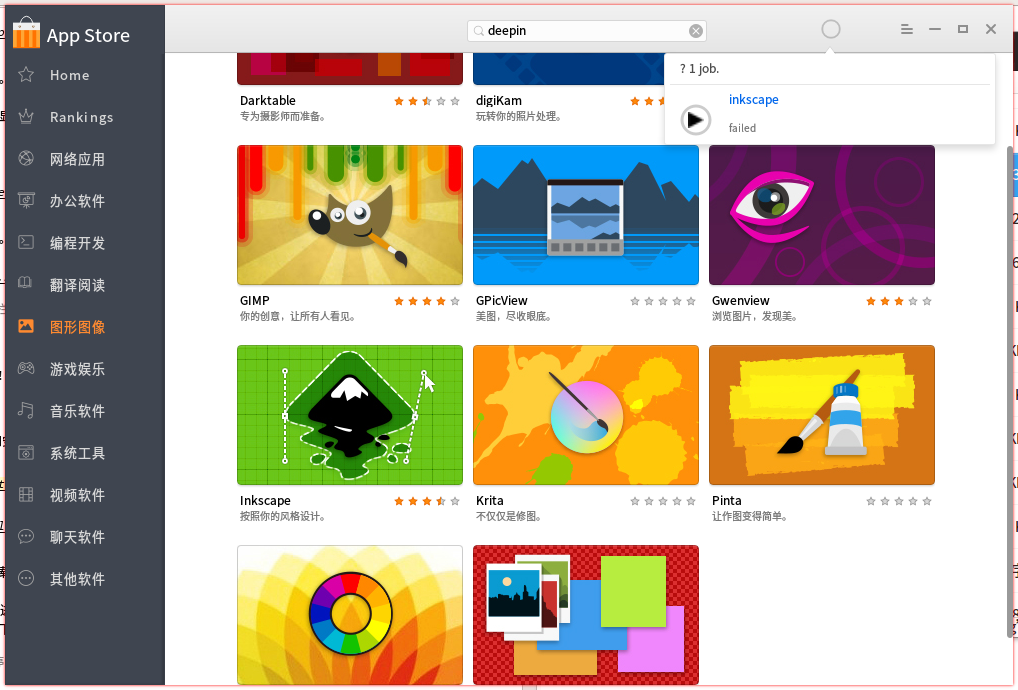 App Store
deepin
Home
Rankings
网络应用
办公软件
编程开发
翻译阅读
图形图像
游戏娱乐
音乐软件
系统工具
视频软件
聊天软件
其他软件
? 1 job.
inkscape
failed
Darktable
专为摄影师而准备。
digiKam
玩转你的照片处理。
GIMP
你的创意，让所有人看见。
GPicView
美图，尽收眼底。
Gwenview
浏览图片，发现美。
Inkscape
按照你的风格设计。
Krita
不仅仅是修图。
Pinta
让作图变得简单。